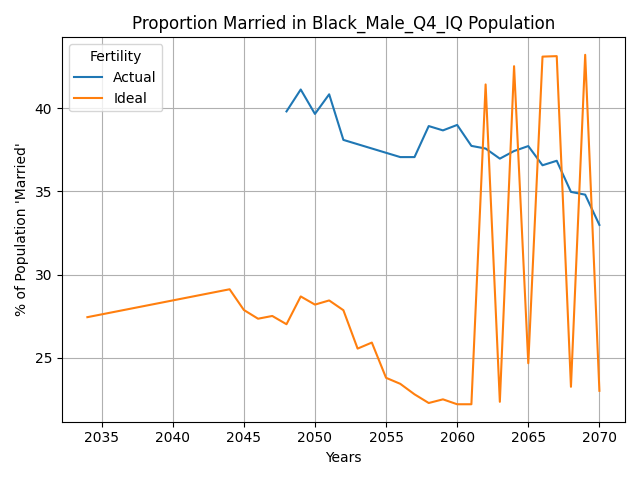 Proportion Married in Black_Male_Q4_IQ Population
Fertility
Actual
Ideal
% of Population 'Married'
40
35
30
25
2035 2040 2045 2050 2055 2060 2065 2070
Years